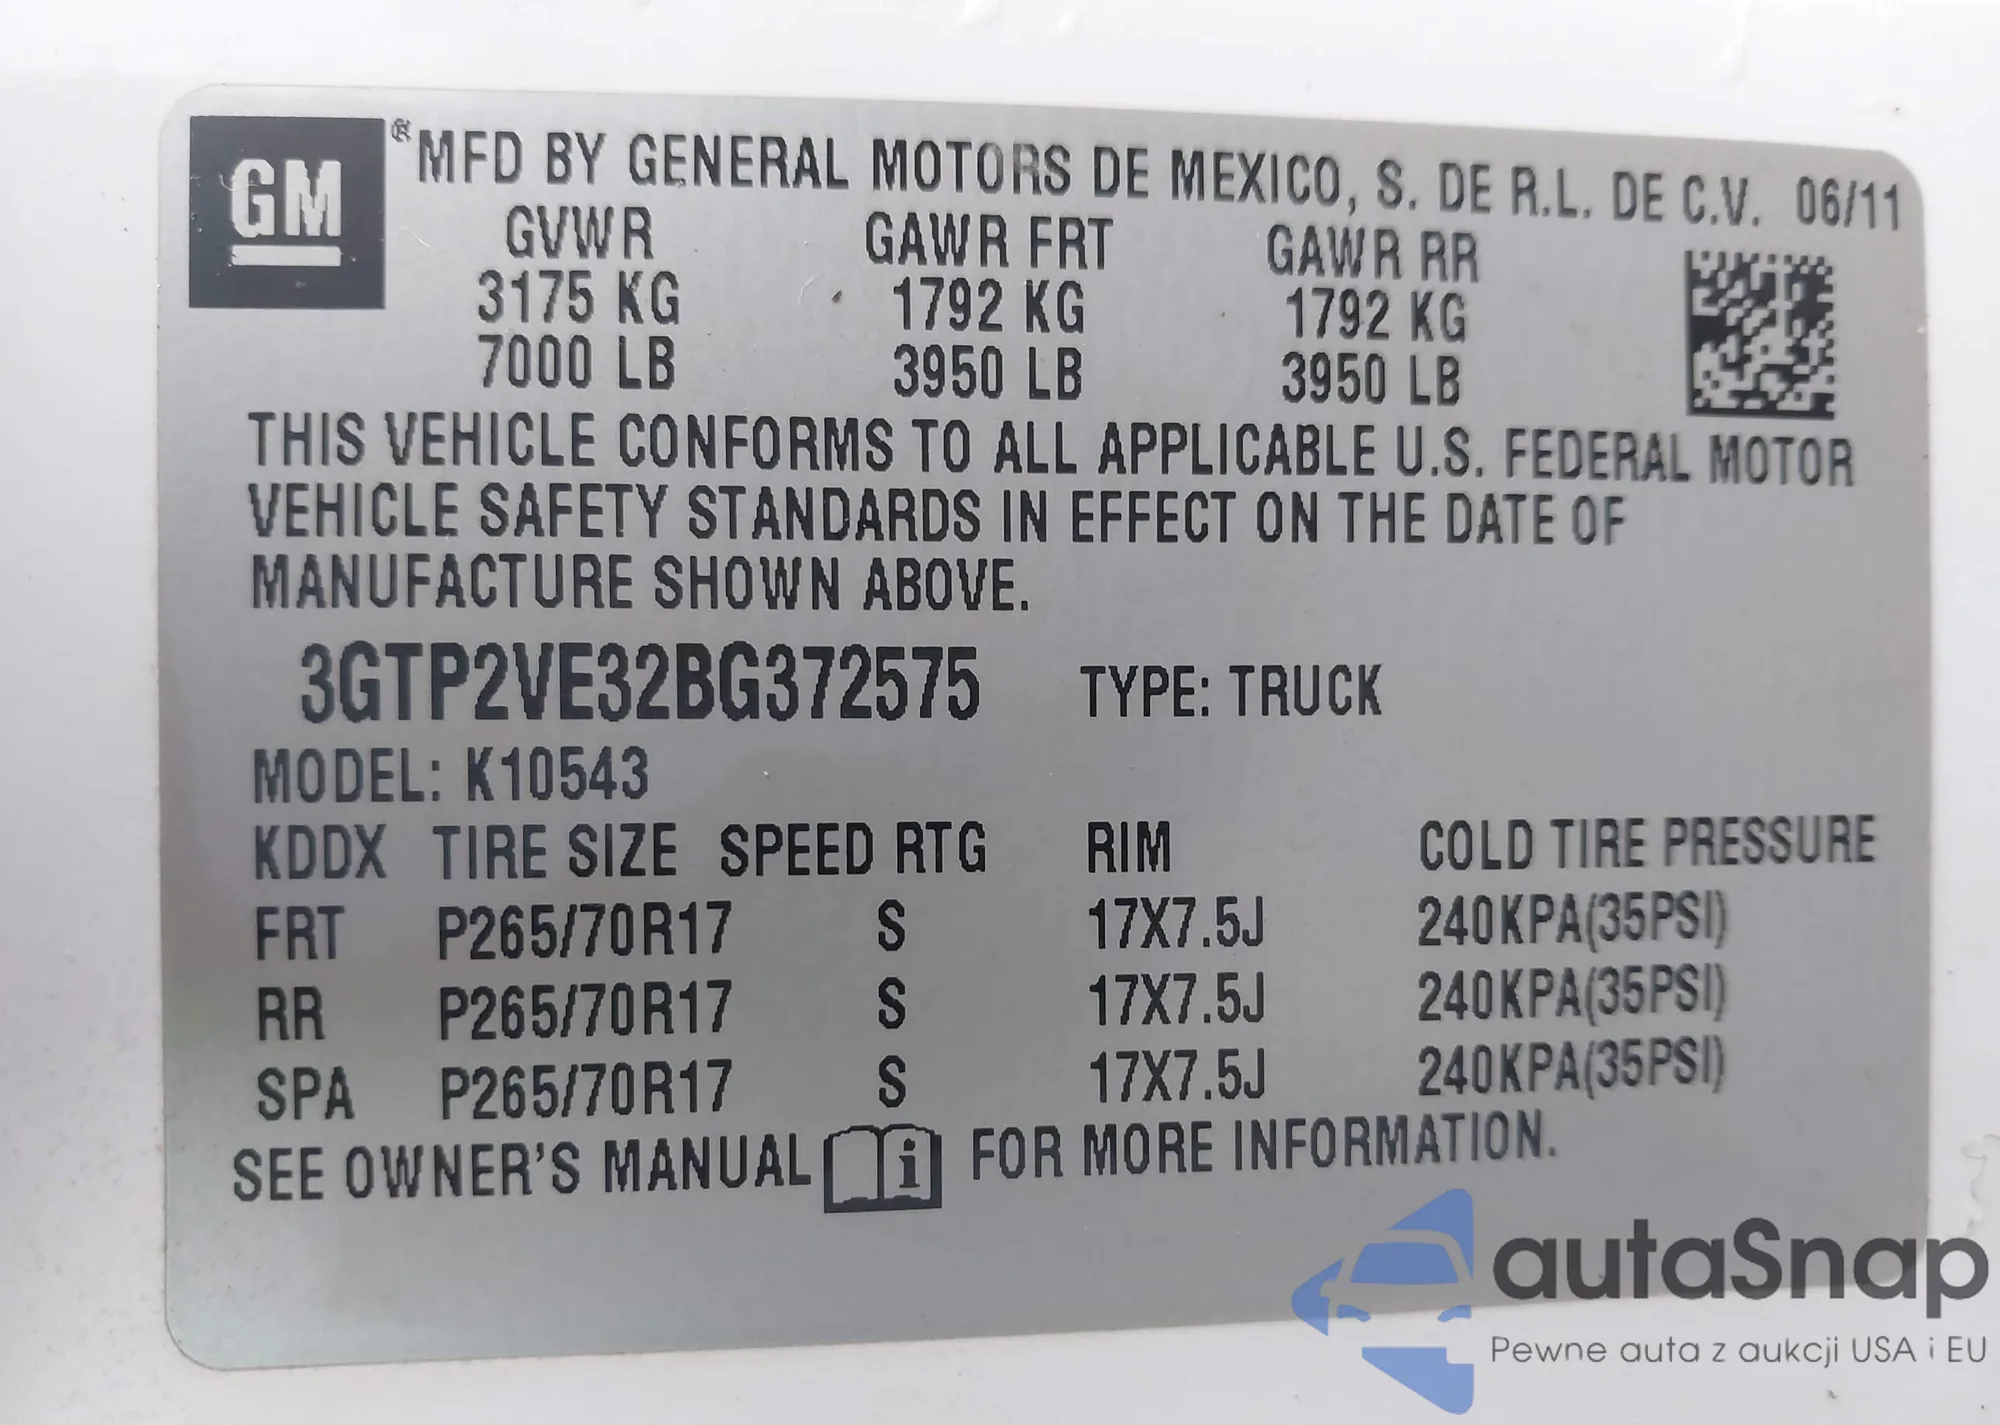 GM
® MFD BY GENERAL MOTORS DE MEXICO, S. DE R.L. DE C.V. 06/11
GVWR GAWR FRT GAWR RR
3175 KG 1792 KG 1792 KG
7000 LB 3950 LB 3950 LB
THIS VEHICLE CONFORMS TO ALL APPLICABLE U.S. FEDERAL MOTOR
VEHICLE SAFETY STANDARDS IN EFFECT ON THE DATE OF
MANUFACTURE SHOWN ABOVE.
3GTP2VE32BG372575 TYPE: TRUCK
MODEL: K10543
KDDX TIRE SIZE SPEED RTG RIM COLD TIRE PRESSURE
FRT P265/70R17 S 17X7.5J 240KPA(35PSI)
RR P265/70R17 S 17X7.5J 240KPA(35PSI)
SPA P265/70R17 S 17X7.5J 240KPA(35PSI)
SEE OWNER'S MANUAL i FOR MORE INFORMATION.
autaSnap
Pewne auta z aukcji USA i EU